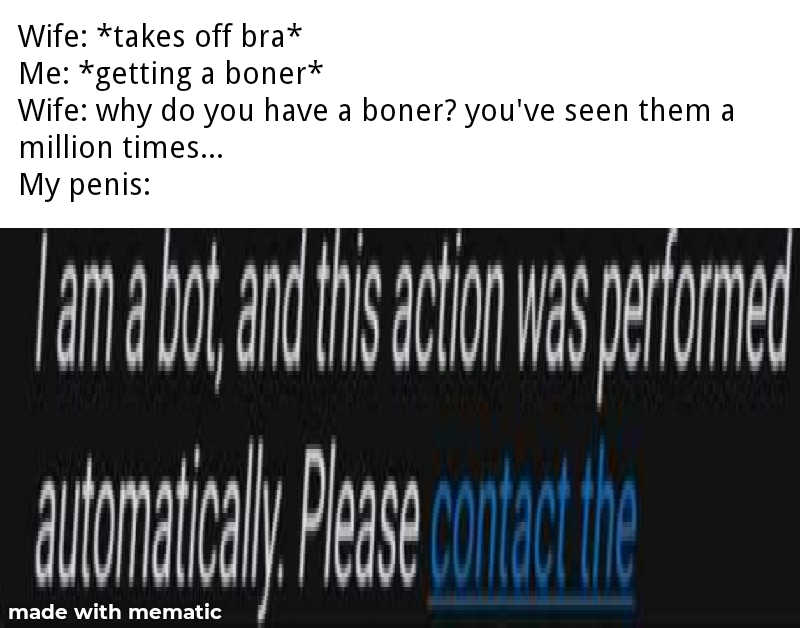 Wife: *takes off bra*
Me: *getting a boner*
Wife: why do you have a boner? you've seen them a
million times...
My penis:
I am a bot, and this action was performed
automatically. Please contact the
made with mematic